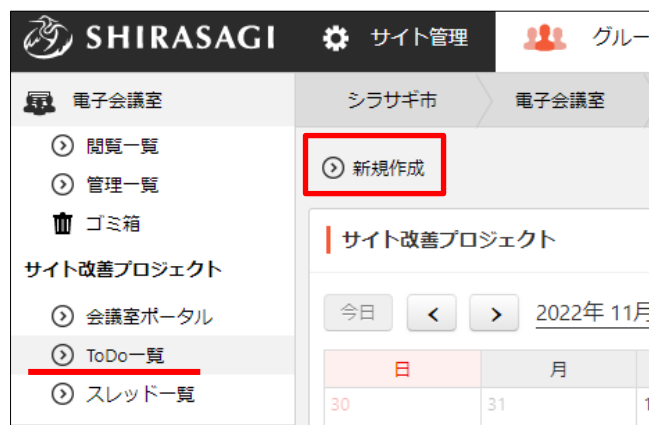 SHIRASAGI サイト管理 グルー
電子会議室 シラサギ市 電子会議室
閲覧一覧
管理一覧
ゴミ箱
サイト改善プロジェクト
会議室ポータル
ToDo一覧
スレッド一覧
新規作成
サイト改善プロジェクト
今日 < > 2022年 11月
日 月
30 31 1